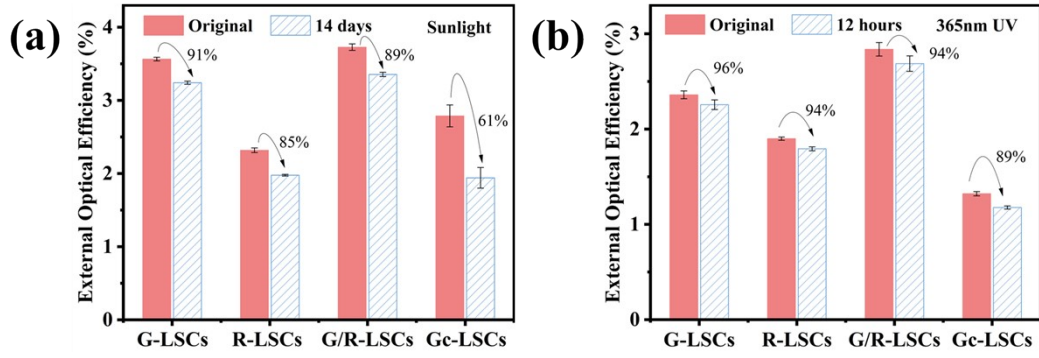 (a)
Original
14 days
Sunlight
External Optical Efficiency (%)
4
3
2
1
0
91%
85%
89%
61%
G-LSCs R-LSCs G/R-LSCs Gc-LSCs
(b)
Original
12 hours
365nm UV
External Optical Efficiency (%)
3
2
1
0
96%
94%
94%
89%
G-LSCs R-LSCs G/R-LSCs Gc-LSCs